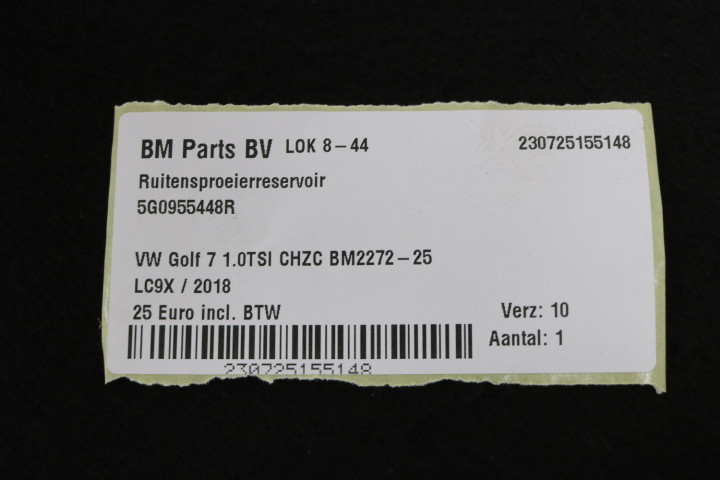 BM Parts BV LOK 8-44 230725155148
Ruitensproeierreservoir
5G0955448R
VW Golf 7 1.0TSI CHZC BM2272-25
LC9X / 2018
25 Euro incl. BTW Verz: 10
Aantal: 1
230725155148